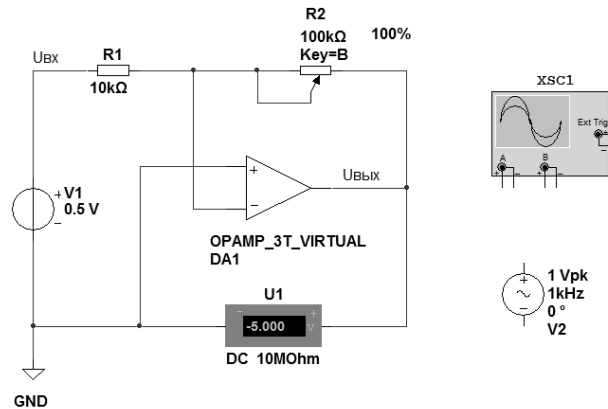 R2
100kΩ
Key=B
100%
Uвх
R1
10kΩ
xsc1
Ext Trig
+
−
A
B
+ − + −
+
−
V1
0.5 V
+
−
Uвых
OPAMP_3T_VIRTUAL
DA1
U1
− +
-5.000
V
DC 10MOhm
+
−
1 Vpk
1kHz
0 °
V2
GND